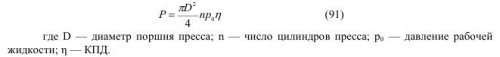 P = πD²/4 np₀η (91)
где D — диаметр поршня пресса; n — число цилиндров пресса; p₀ — давление рабочей
жидкости; η — КПД.